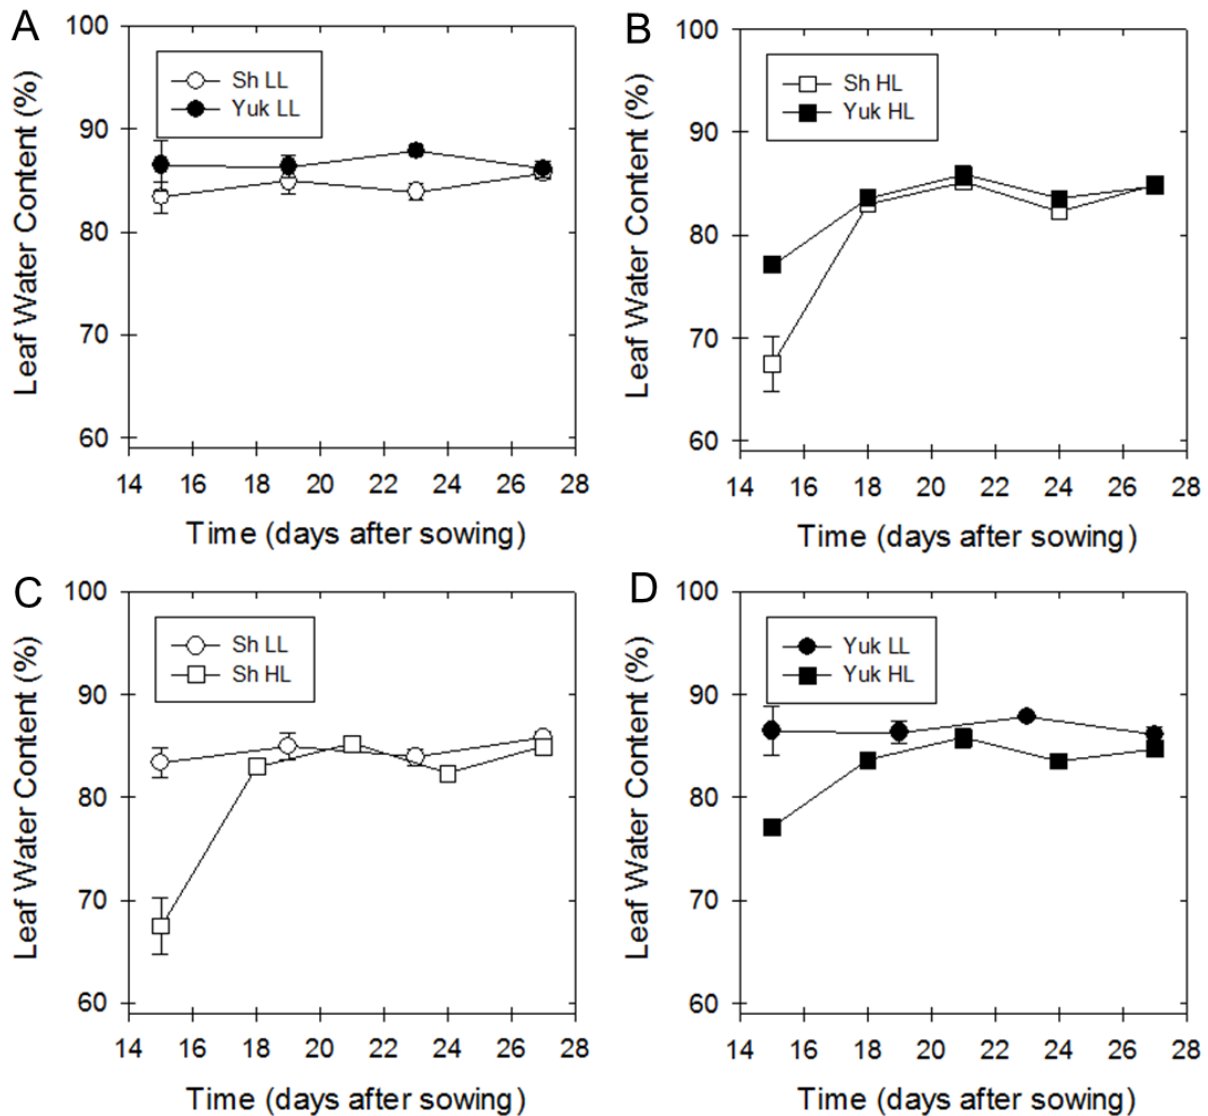 A
Leaf Water Content (%)
100
90
80
70
60
Sh LL
Yuk LL
14 16 18 20 22 24 26 28
Time (days after sowing)
B
Leaf Water Content (%)
100
90
80
70
60
Sh HL
Yuk HL
14 16 18 20 22 24 26 28
Time (days after sowing)
C
Leaf Water Content (%)
100
90
80
70
60
Sh LL
Sh HL
14 16 18 20 22 24 26 28
Time (days after sowing)
D
Leaf Water Content (%)
100
90
80
70
60
Yuk LL
Yuk HL
14 16 18 20 22 24 26 28
Time (days after sowing)